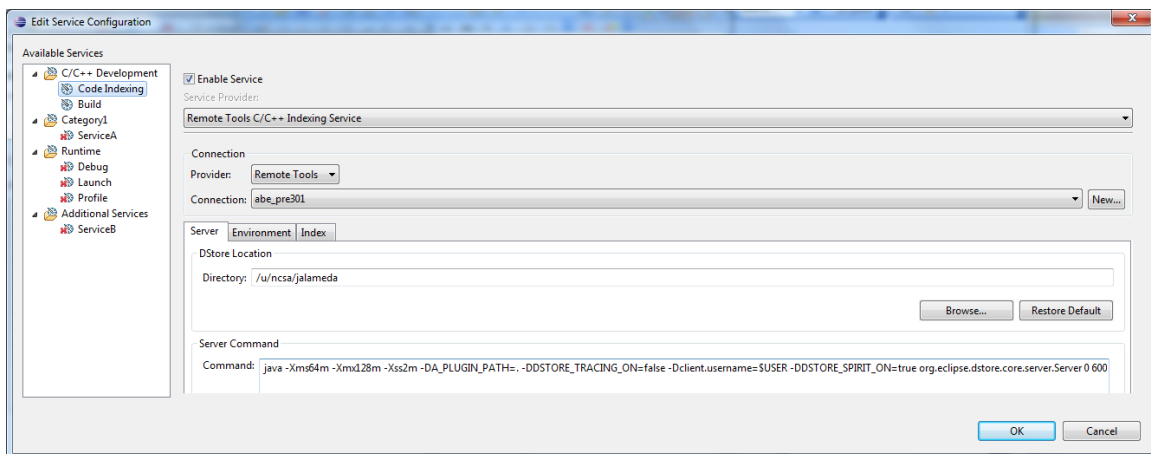 Edit Service Configuration
Available Services
C/C++ Development
Code Indexing
Build
Category1
ServiceA
Runtime
Debug
Launch
Profile
Additional Services
ServiceB
Enable Service
Service Provider:
Remote Tools C/C++ Indexing Service
Connection
Provider: Remote Tools
Connection: abe_pre301 New...
Server Environment Index
DStore Location
Directory: /u/ncsa/jalameda
Browse... Restore Default
Server Command
Command: java -Xms64m -Xmx128m -Xss2m -DA_PLUGIN_PATH=. -DDSTORE_TRACING_ON=false -Dclient.username=$USER -DDSTORE_SPIRIT_ON=true org.eclipse.dstore.core.server.Server 0 600
OK Cancel